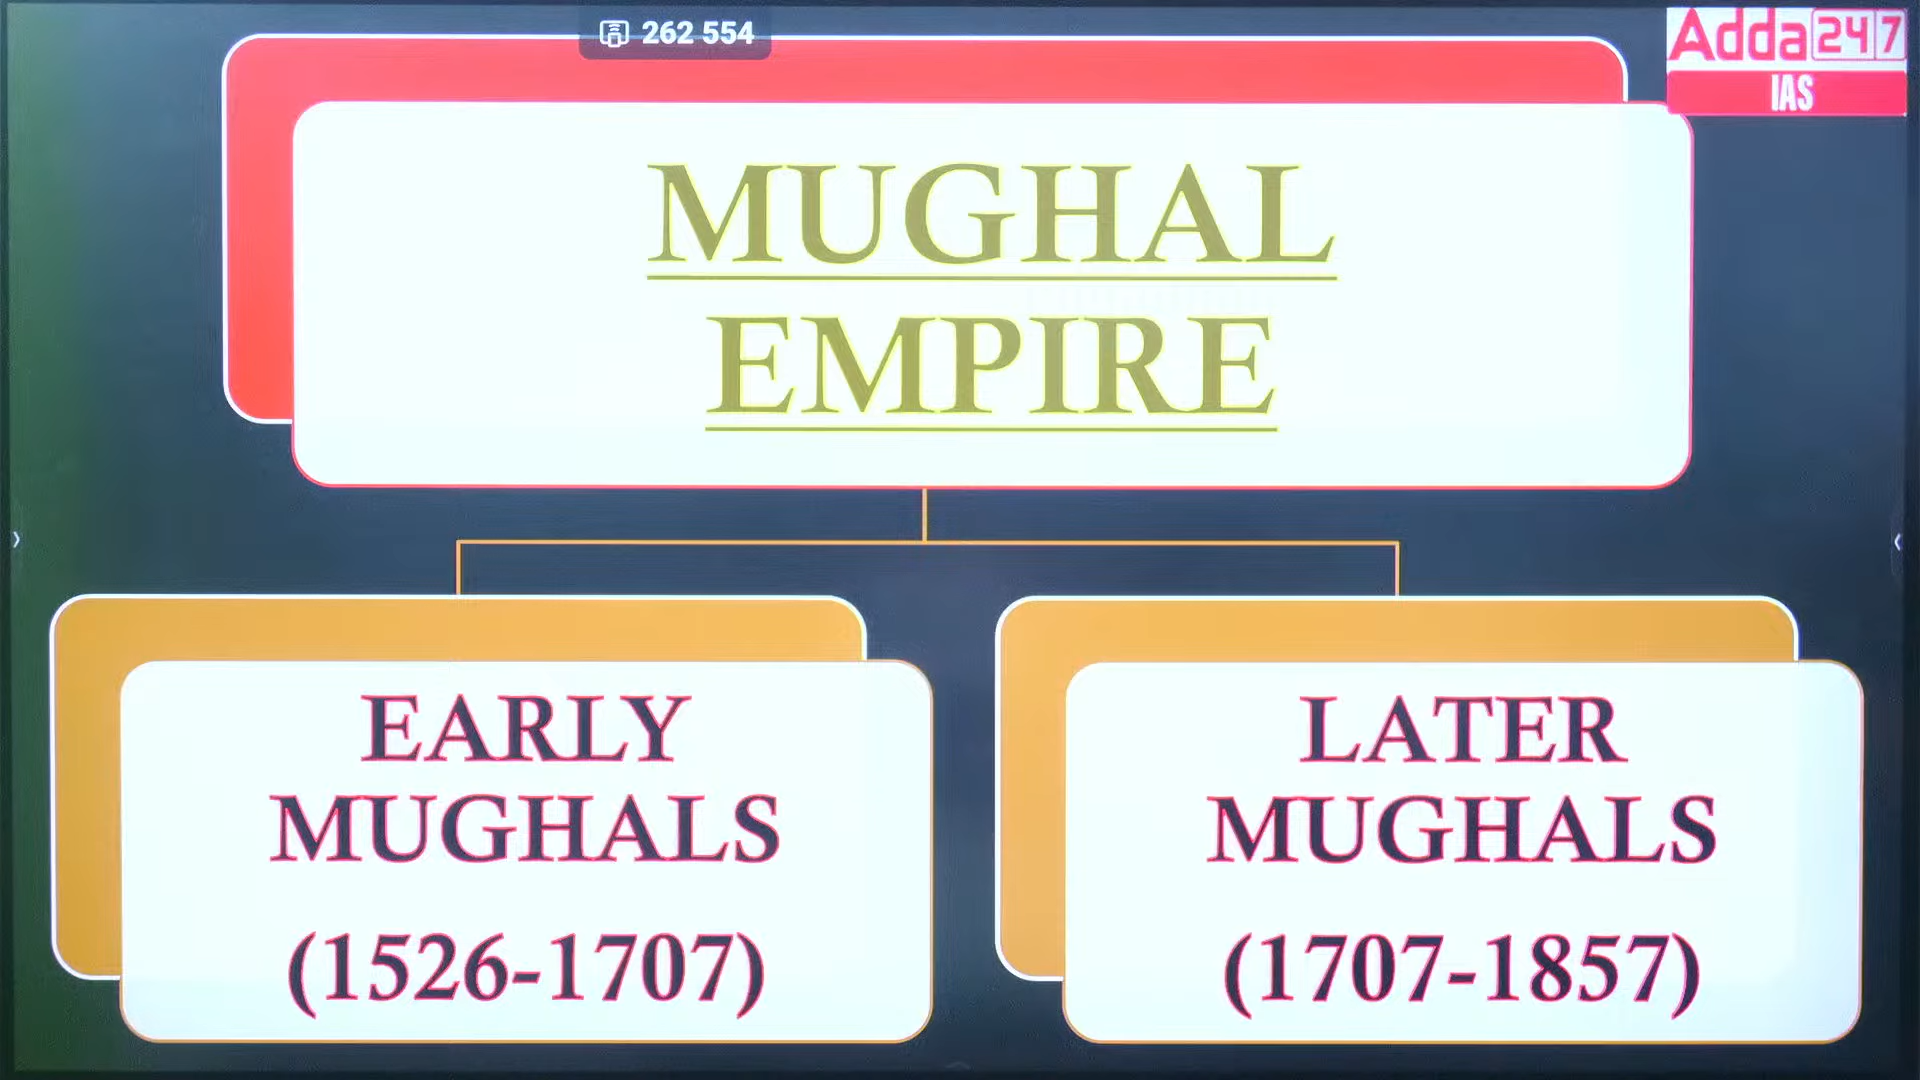 262 554
Adda247
IAS
MUGHAL
EMPIRE
EARLY
MUGHALS
(1526-1707)
LATER
MUGHALS
(1707-1857)